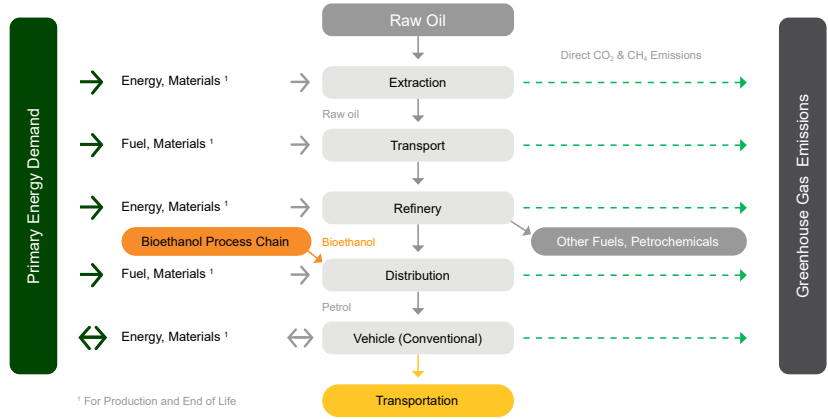 Raw Oil
Direct CO₂ & CH₄ Emissions
Energy, Materials ¹
Extraction
Raw oil
Fuel, Materials ¹
Transport
Energy, Materials ¹
Refinery
Bioethanol Process Chain
Bioethanol
Other Fuels, Petrochemicals
Fuel, Materials ¹
Distribution
Petrol
Energy, Materials ¹
Vehicle (Conventional)
¹ For Production and End of Life
Transportation
Primary Energy Demand
Greenhouse Gas Emissions